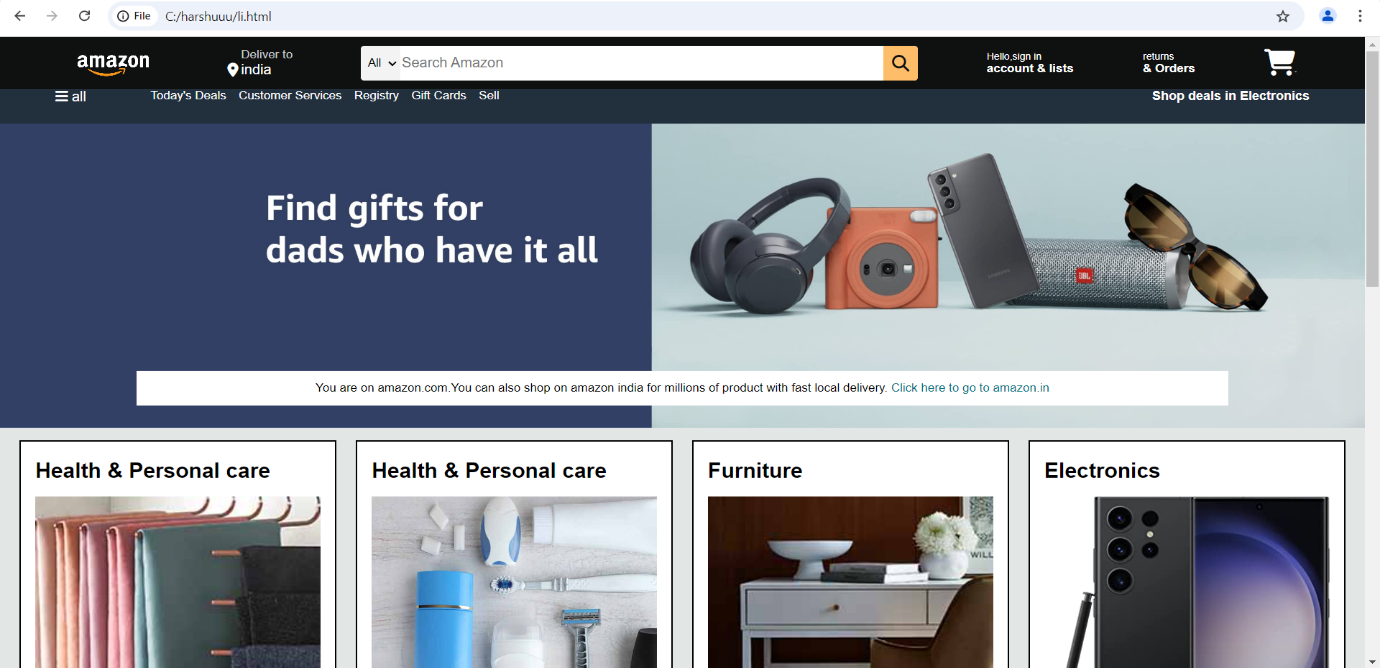 File C:/harshuuu/li.html
amazon
Deliver to
india
All
Search Amazon
Hello,sign in
account & lists
returns
& Orders
all
Today's Deals Customer Services Registry Gift Cards Sell
Shop deals in Electronics
Find gifts for
dads who have it all
SAMSUNG
JBL
You are on amazon.com.You can also shop on amazon india for millions of product with fast local delivery. Click here to go to amazon.in
Health & Personal care
Health & Personal care
Furniture
Electronics
WILL